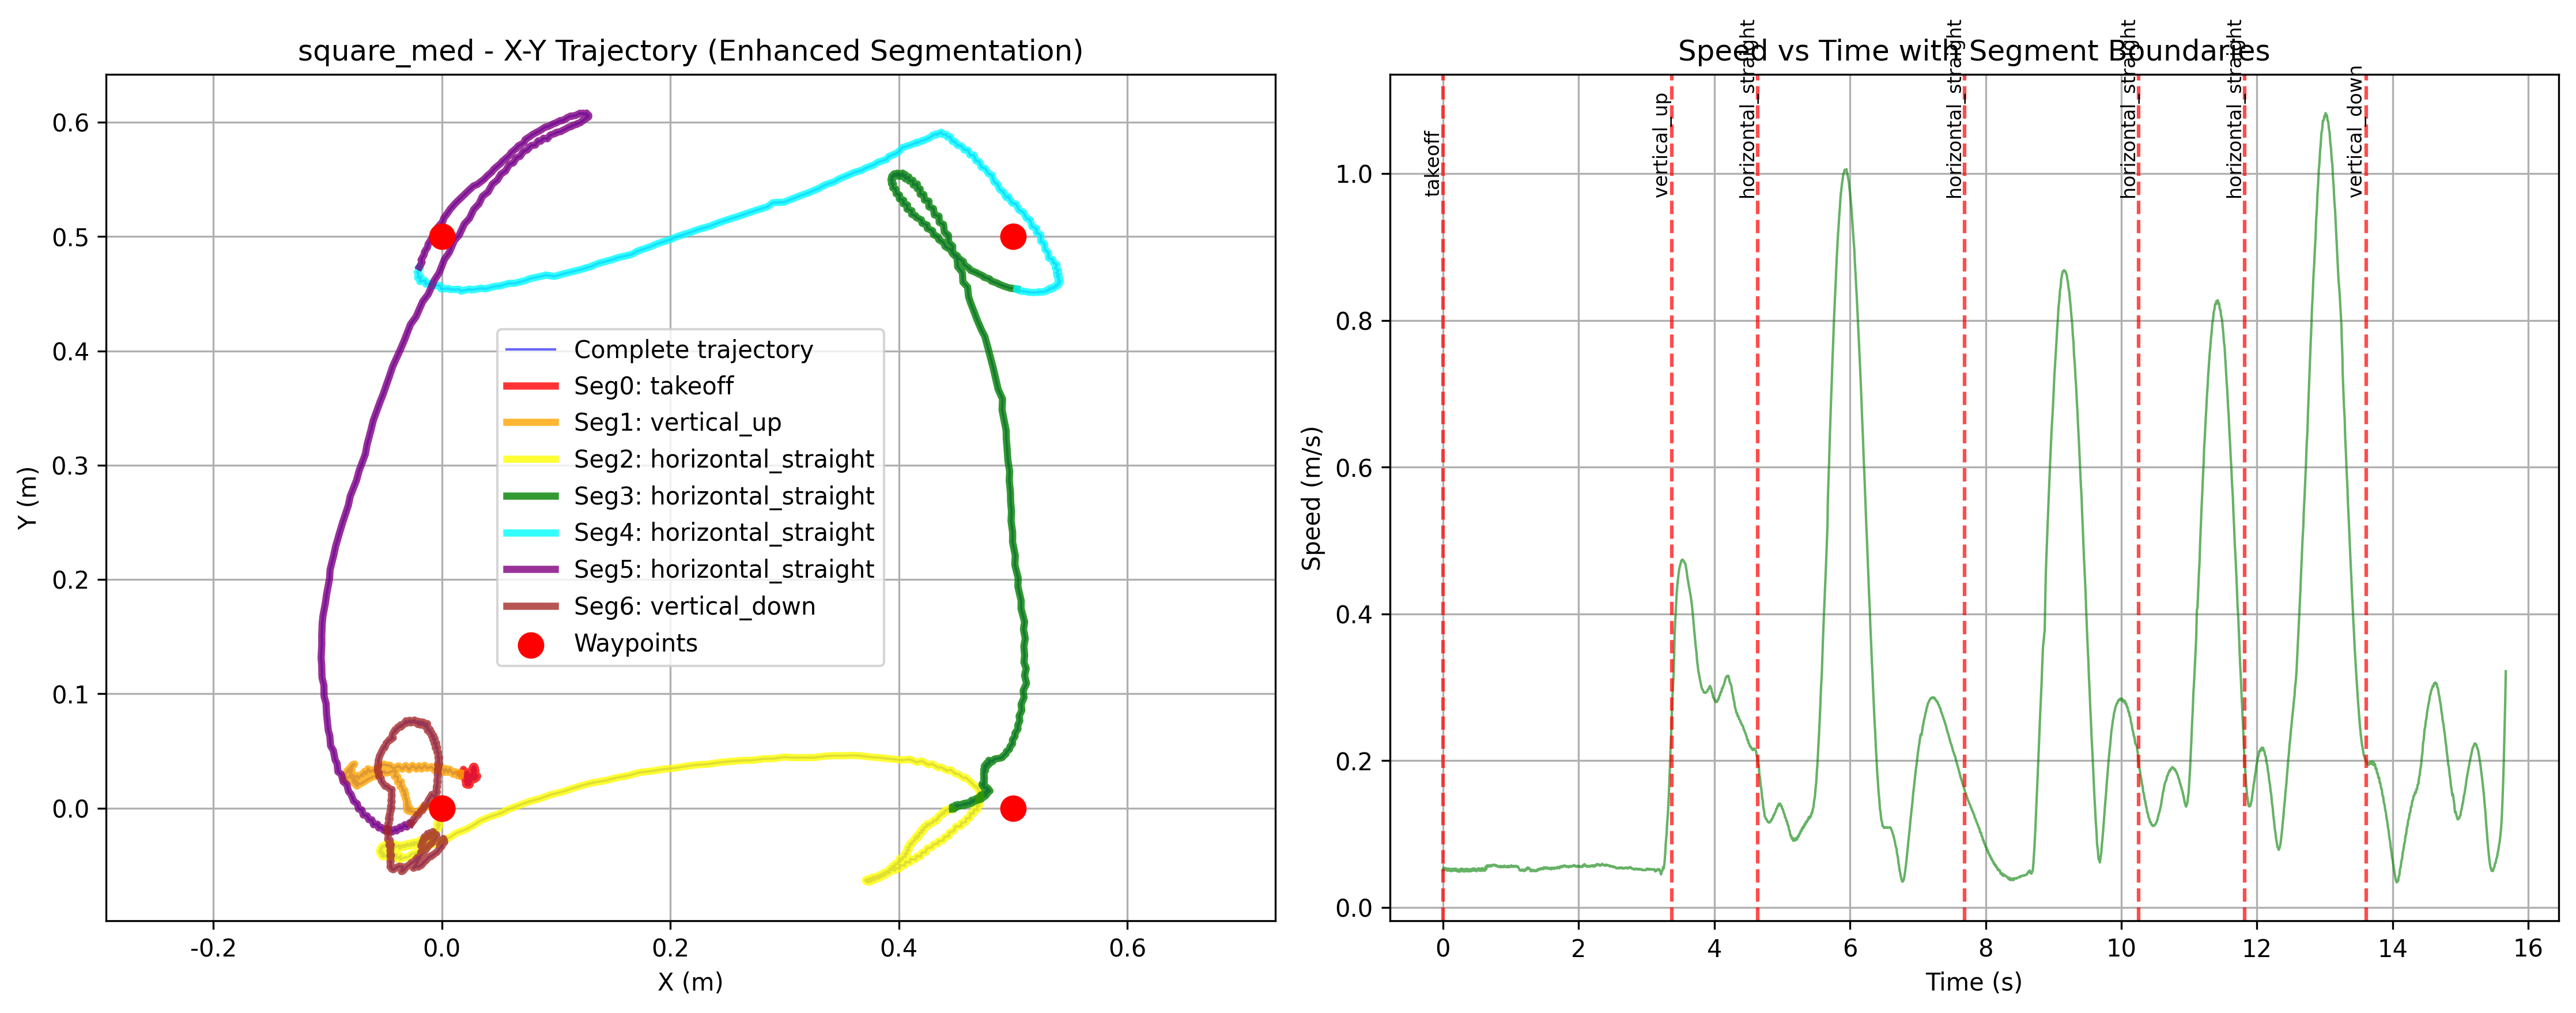 square_med - X-Y Trajectory (Enhanced Segmentation)
Y (m)
0.6
0.5
0.4
0.3
0.2
0.1
0.0
-0.2
0.0
0.2
0.4
0.6
X (m)
Complete trajectory
Seg0: takeoff
Seg1: vertical_up
Seg2: horizontal_straight
Seg3: horizontal_straight
Seg4: horizontal_straight
Seg5: horizontal_straight
Seg6: vertical_down
Waypoints
Speed vs Time with Segment Boundaries
takeoff
vertical_up
horizontal_straight
horizontal_straight
horizontal_straight
horizontal_straight
vertical_down
Speed (m/s)
1.0
0.8
0.6
0.4
0.2
0.0
0
2
4
6
8
10
12
14
16
Time (s)